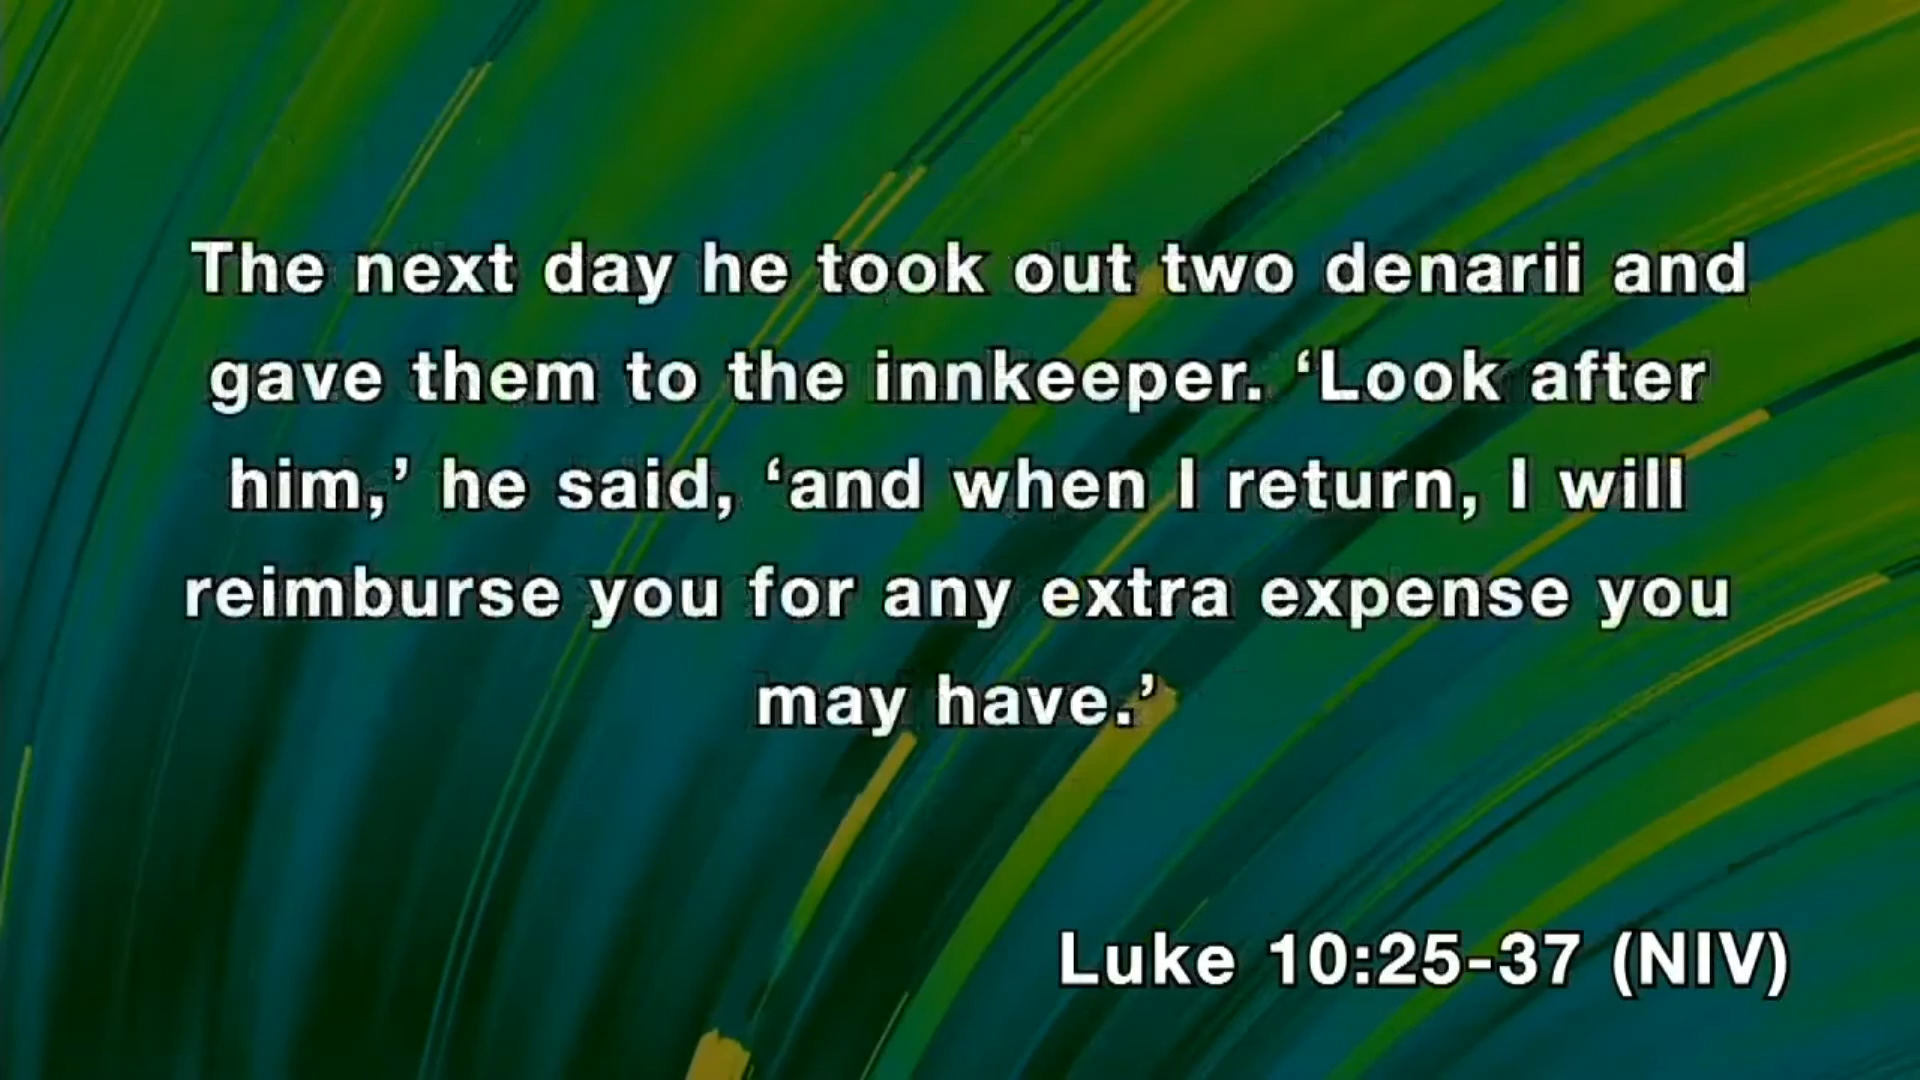 The next day he took out two denarii and
gave them to the innkeeper. ‘Look after
him,’ he said, ‘and when I return, I will
reimburse you for any extra expense you
may have.’
Luke 10:25-37 (NIV)